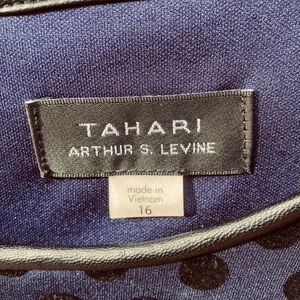 TAHARI
ARTHUR S. LEVINE
made in
Vietnam
16